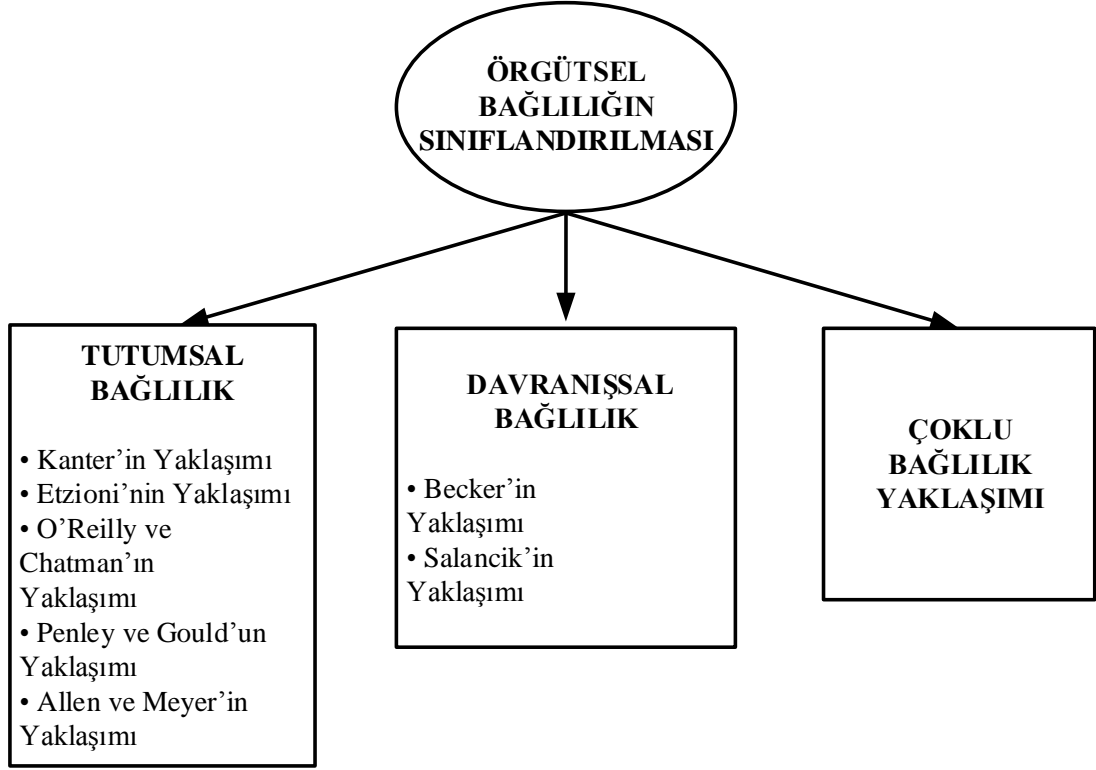 ÖRGÜTSEL
BAĞLILIĞIN
SINIFLANDIRILMASI
TUTUMSAL
BAĞLILIK
• Kanter’in Yaklaşımı
• Etzioni’nin Yaklaşımı
• O’Reilly ve
Chatman’ın
Yaklaşımı
• Penley ve Gould’un
Yaklaşımı
• Allen ve Meyer’in
Yaklaşımı
DAVRANIŞSAL
BAĞLILIK
• Becker’in
Yaklaşımı
• Salancik’in
Yaklaşımı
ÇOKLU
BAĞLILIK
YAKLAŞIMI